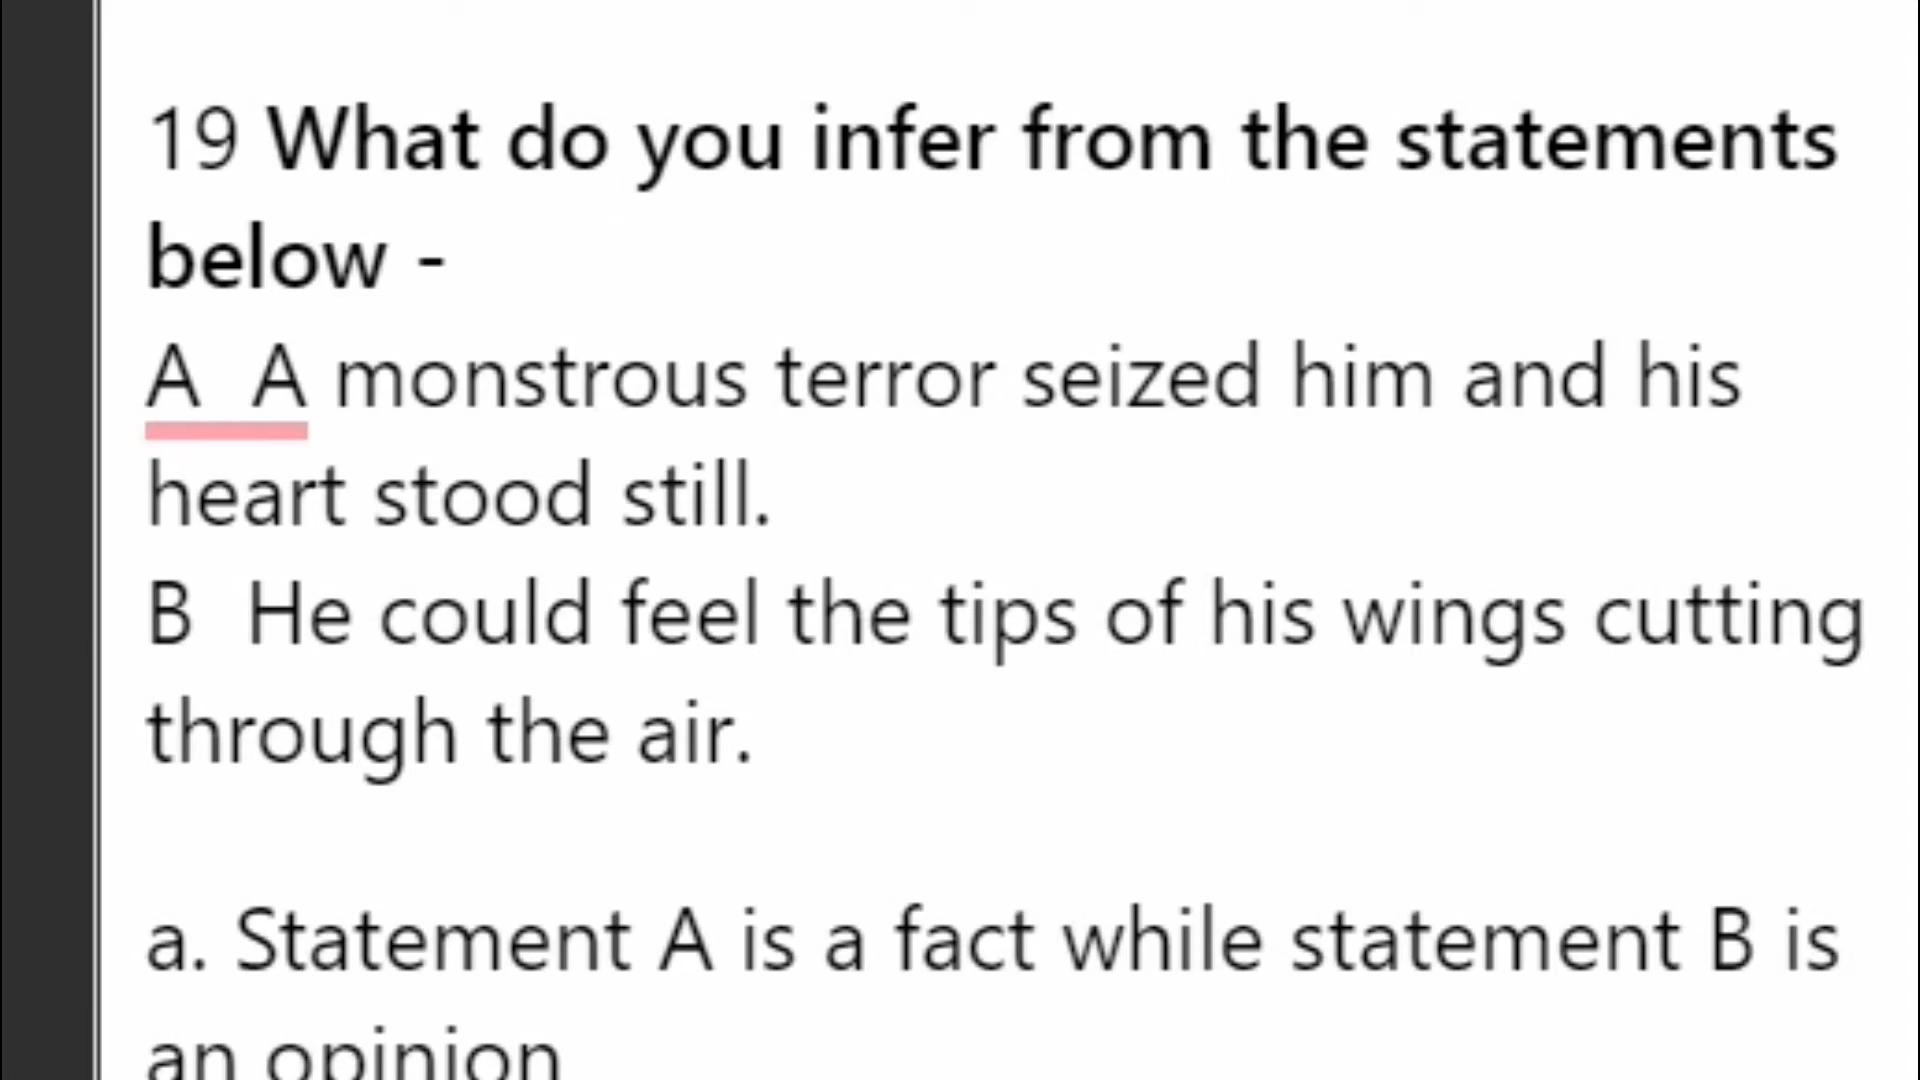 19 What do you infer from the statements
below -
A A monstrous terror seized him and his
heart stood still.
B He could feel the tips of his wings cutting
through the air.
a. Statement A is a fact while statement B is
an opinion